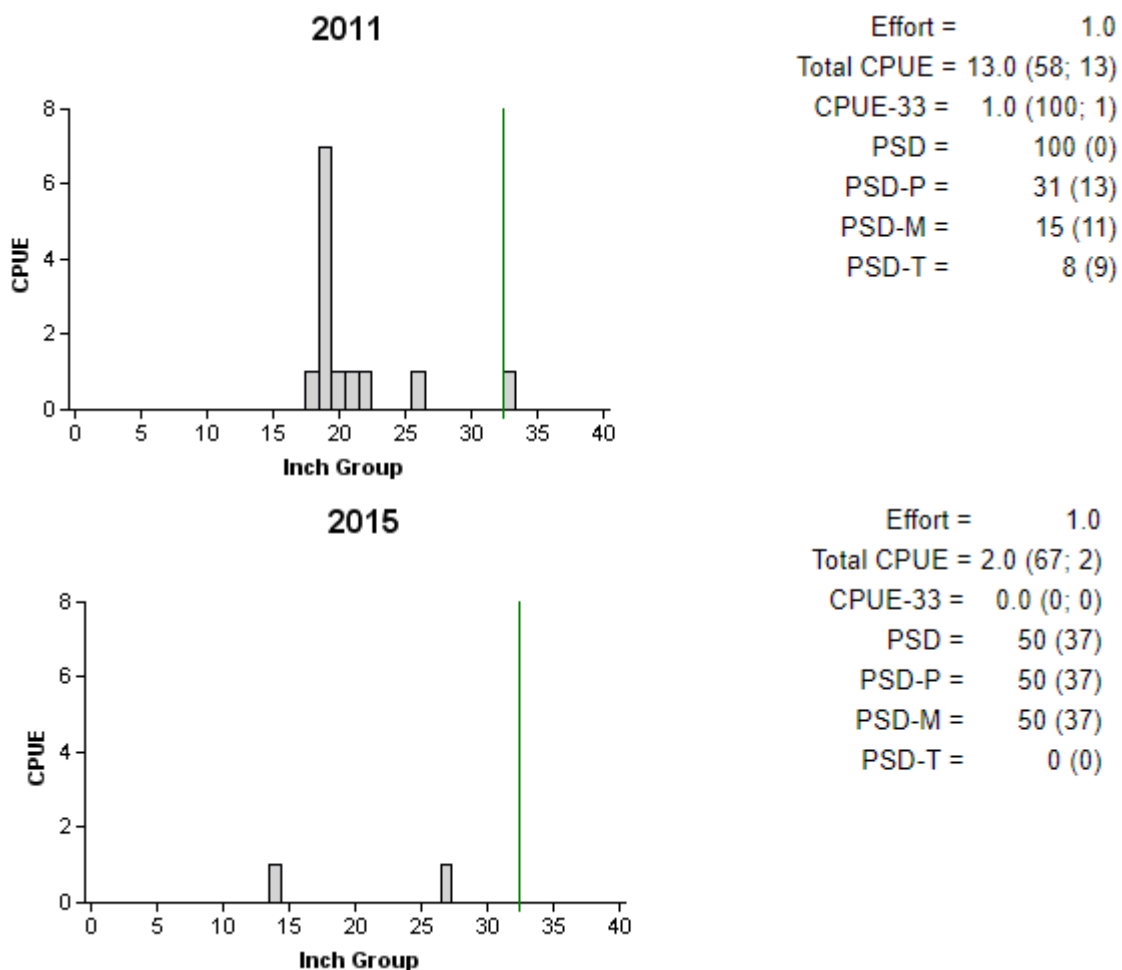 2011
Effort = 1.0
Total CPUE = 13.0 (58; 13)
CPUE-33 = 1.0 (100; 1)
PSD = 100 (0)
PSD-P = 31 (13)
PSD-M = 15 (11)
PSD-T = 8 (9)
8
6
4
2
0
CPUE
0 5 10 15 20 25 30 35 40
Inch Group
2015
Effort = 1.0
Total CPUE = 2.0 (67; 2)
CPUE-33 = 0.0 (0; 0)
PSD = 50 (37)
PSD-P = 50 (37)
PSD-M = 50 (37)
PSD-T = 0 (0)
8
6
4
2
0
CPUE
0 5 10 15 20 25 30 35 40
Inch Group